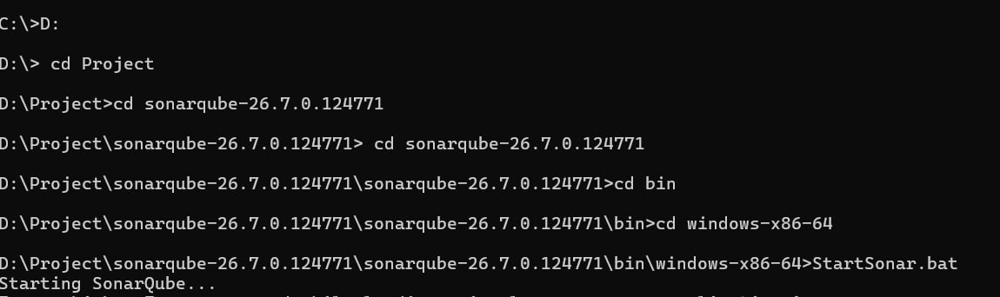 C:\>D:
D:\> cd Project
D:\Project>cd sonarqube-26.7.0.124771
D:\Project\sonarqube-26.7.0.124771> cd sonarqube-26.7.0.124771
D:\Project\sonarqube-26.7.0.124771\sonarqube-26.7.0.124771>cd bin
D:\Project\sonarqube-26.7.0.124771\sonarqube-26.7.0.124771\bin>cd windows-x86-64
D:\Project\sonarqube-26.7.0.124771\sonarqube-26.7.0.124771\bin\windows-x86-64>StartSonar.bat
Starting SonarQube...